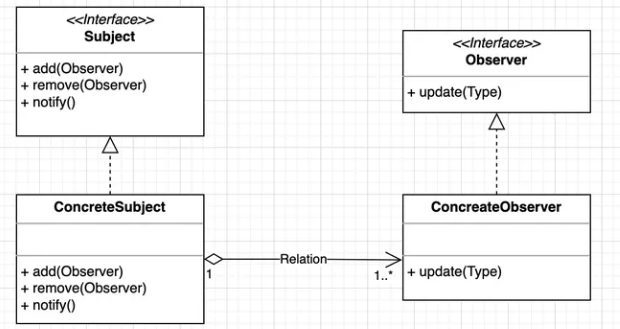 <<Interface>>
Subject
+ add(Observer)
+ remove(Observer)
+ notify()
<<Interface>>
Observer
+ update(Type)
ConcreteSubject
+ add(Observer)
+ remove(Observer)
+ notify()
1
Relation
1..*
ConcreateObserver
+ update(Type)